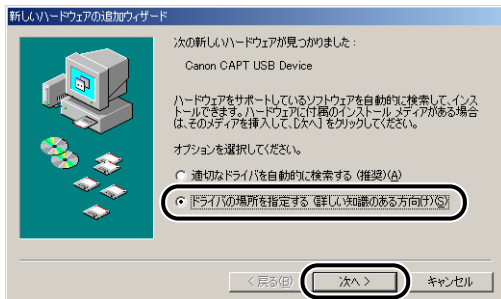 新しいハードウェアの追加ウィザード
次の新しいハードウェアが見つかりました :
Canon CAPT USB Device
ハードウェアをサポートしているソフトウェアを自動的に検索して、インス
トールできます。ハードウェアに付属のインストール メディアがある場合
は、そのメディアを挿入して、[次へ] をクリックしてください。
オプションを選択してください。
適切なドライバを自動的に検索する (推奨)(A)
ドライバの場所を指定する (詳しい知識のある方向け)(S)
< 戻る(B)
次へ >
キャンセル